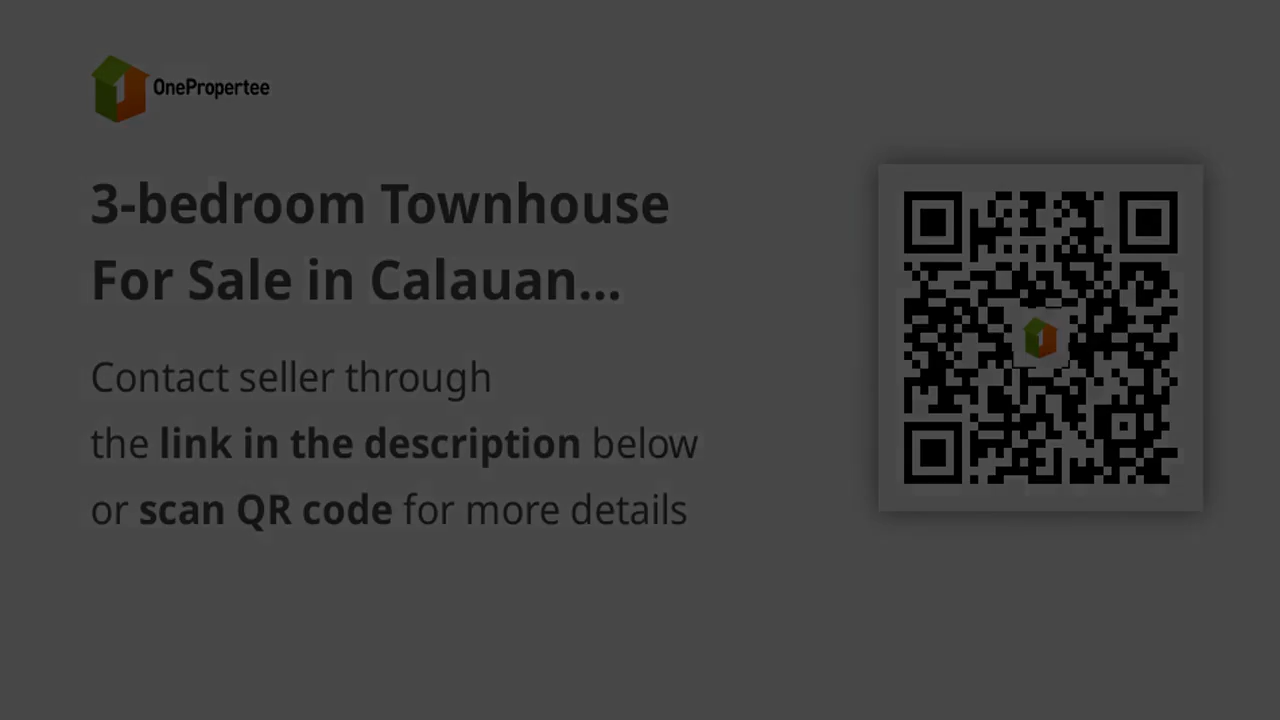 OnePropertee
3-bedroom Townhouse
For Sale in Calauan...
Contact seller through
the link in the description below
or scan QR code for more details